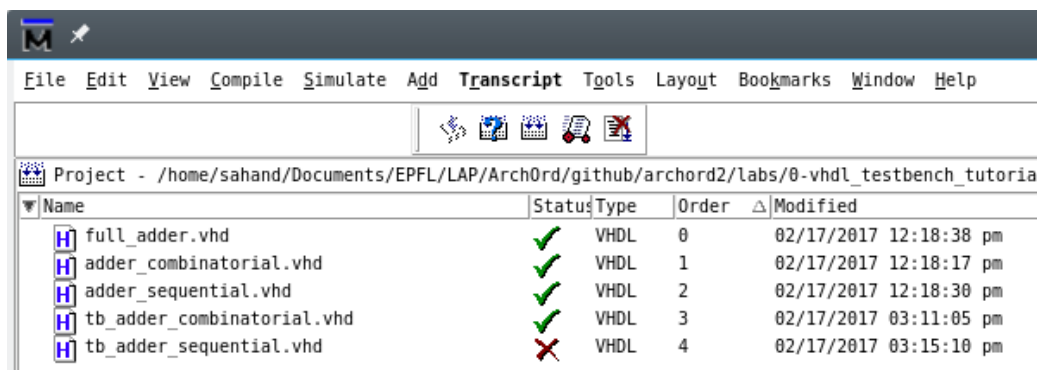 M
File Edit View Compile Simulate Add Transcript Tools Layout Bookmarks Window Help
Project - /home/sahand/Documents/EPFL/LAP/ArchOrd/github/archord2/labs/0-vhdl_testbench_tutoria
Name Status Type Order Modified
full_adder.vhd VHDL 0 02/17/2017 12:18:38 pm
adder_combinatorial.vhd VHDL 1 02/17/2017 12:18:17 pm
adder_sequential.vhd VHDL 2 02/17/2017 12:18:30 pm
tb_adder_combinatorial.vhd VHDL 3 02/17/2017 03:11:05 pm
tb_adder_sequential.vhd VHDL 4 02/17/2017 03:15:10 pm